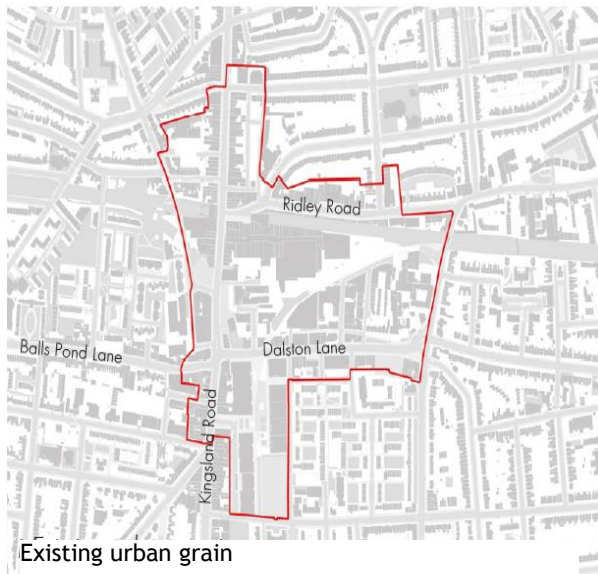 Ridley Road
Balls Pond Lane
Dalston Lane
Kingsland Road
Existing urban grain